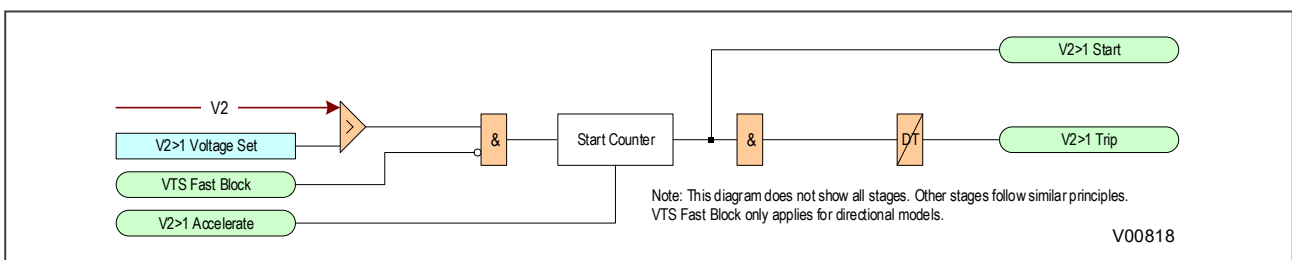 V2>1 Start
V2
>
V2>1 Voltage Set
&
Start Counter
&
DT
V2>1 Trip
VTS Fast Block
V2>1 Accelerate
Note: This diagram does not show all stages. Other stages follow similar principles.
VTS Fast Block only applies for directional models.
V00818